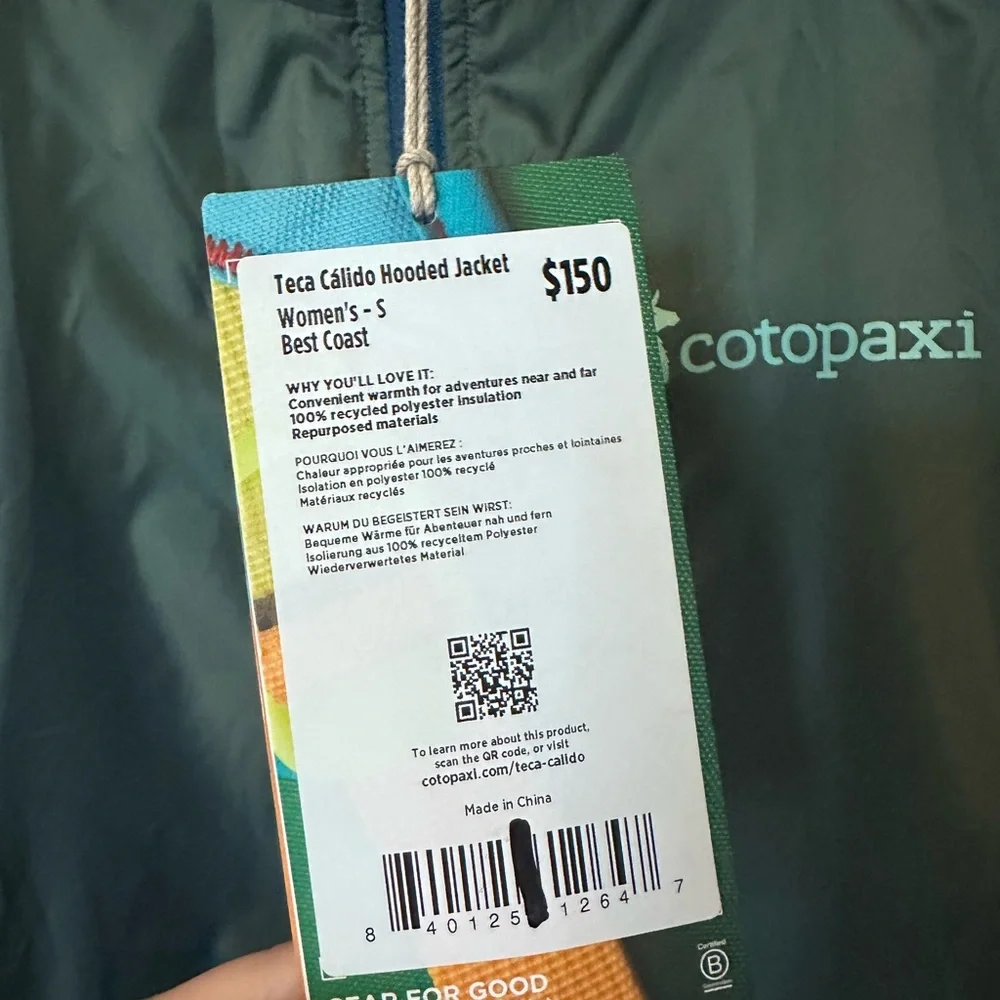 Teca Cálido Hooded Jacket
$150
Women's - S
Best Coast
WHY YOU'LL LOVE IT:
Convenient warmth for adventures near and far
100% recycled polyester insulation
Repurposed materials
POURQUOI VOUS L'AIMEREZ :
Chaleur appropriée pour les aventures proches et lointaines
Isolation en polyester 100% recyclé
Matériaux recyclés
WARUM DU BEGEISTERT SEIN WIRST:
Bequeme Wärme für Abenteuer nah und fern
Isolierung aus 100% recyceltem Polyester
Wiederverwertetes Material
To learn more about this product,
scan the QR code, or visit
cotopaxi.com/teca-calido
Made in China
8 40125 1264 7
FOR GOOD
cotopaxi
Certified
B